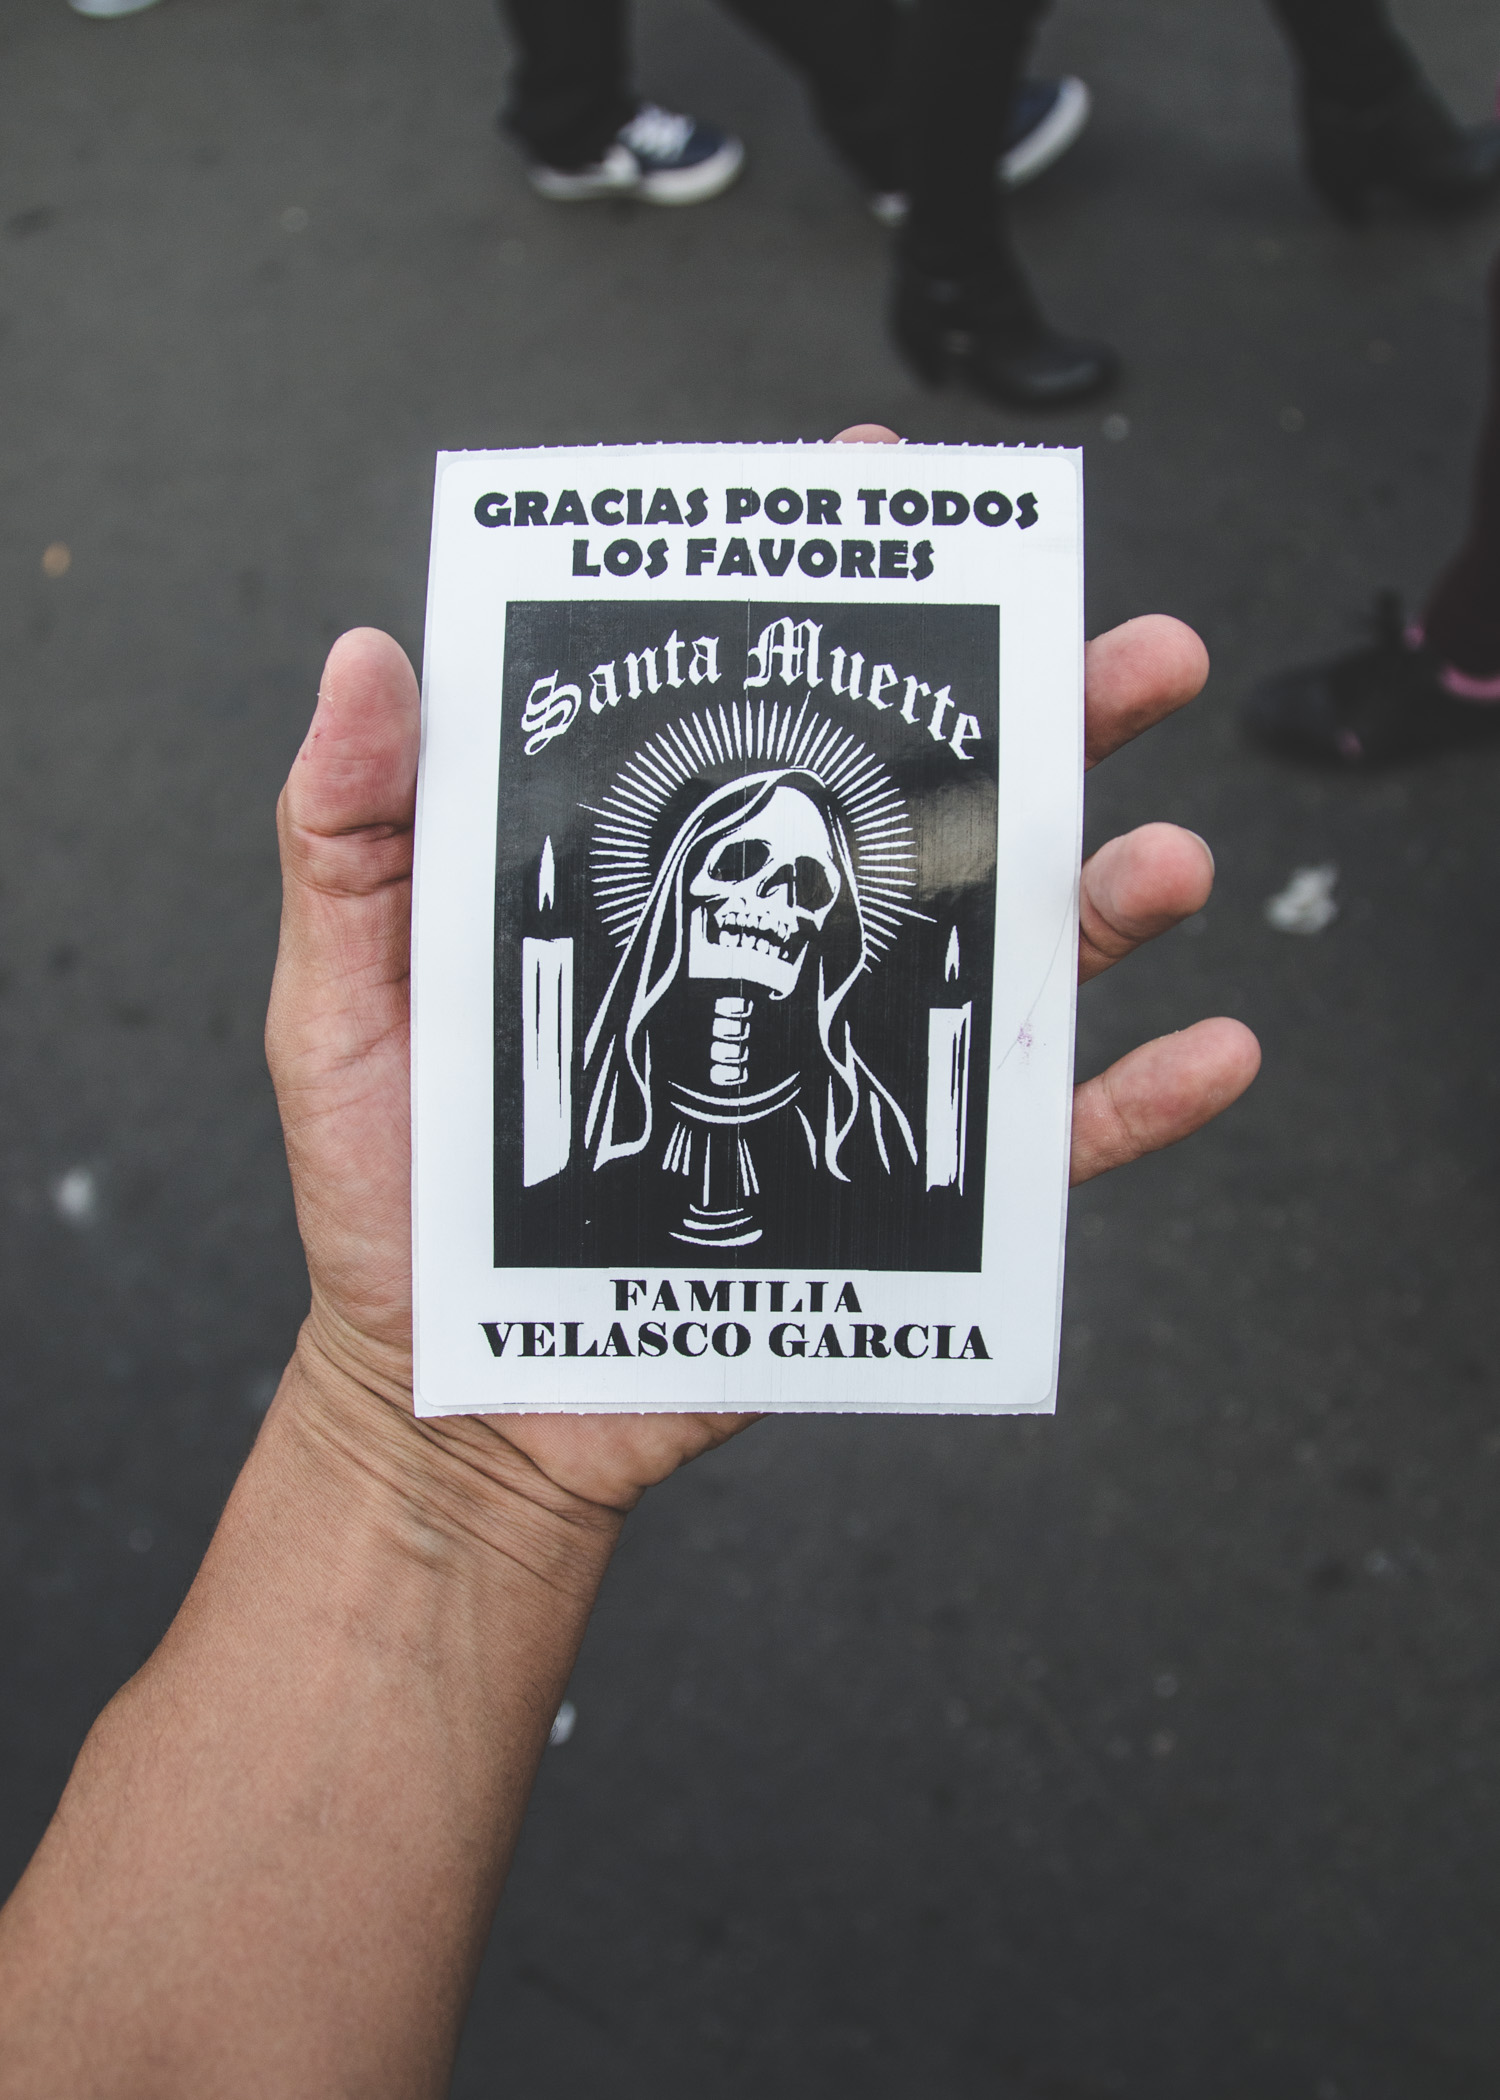 GRACIAS POR TODOS
LOS FAVORES
Santa Muerte
FAMILIA
VELASCO GARCIA